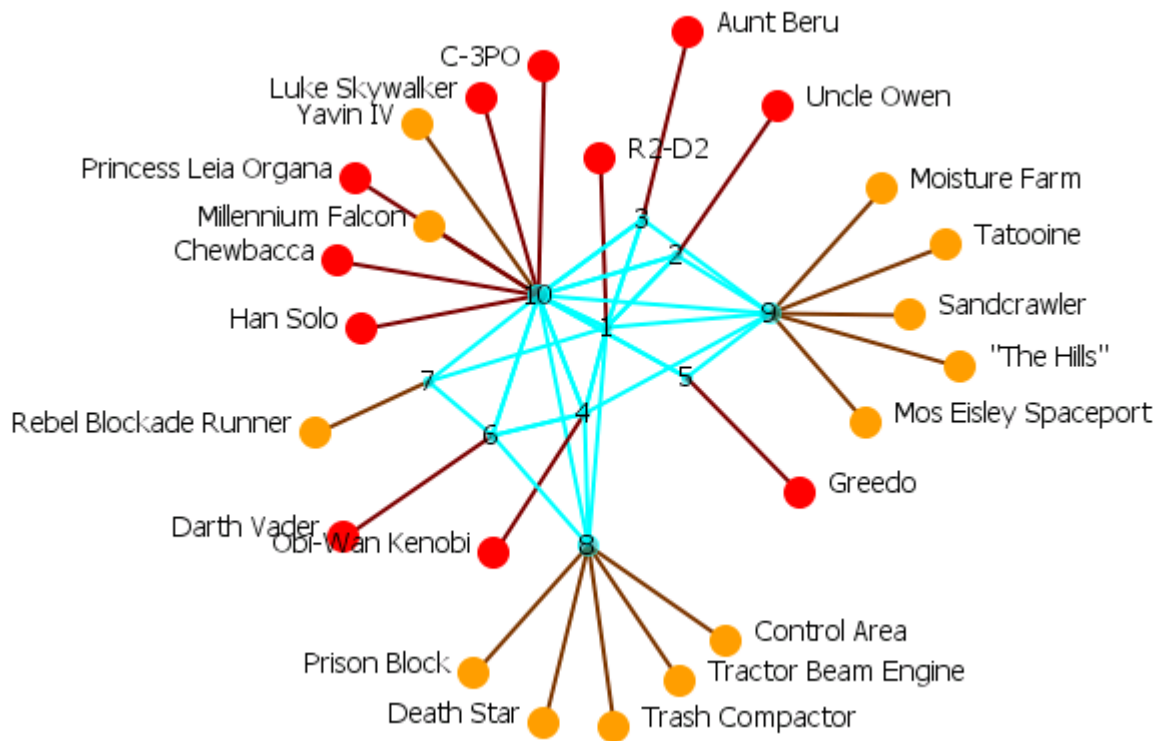 Aunt Beru
C-3PO
Luke Skywalker
Uncle Owen
Yavin IV
R2-D2
Princess Leia Organa
Moisture Farm
Millennium Falcon
3
Tatooine
Chewbacca
2
10
Sandcrawler
9
Han Solo
1
"The Hills"
7
5
Rebel Blockade Runner
4
Mos Eisley Spaceport
6
Greedo
Darth Vader
Obi-Wan Kenobi
8
Control Area
Prison Block
Tractor Beam Engine
Death Star
Trash Compactor